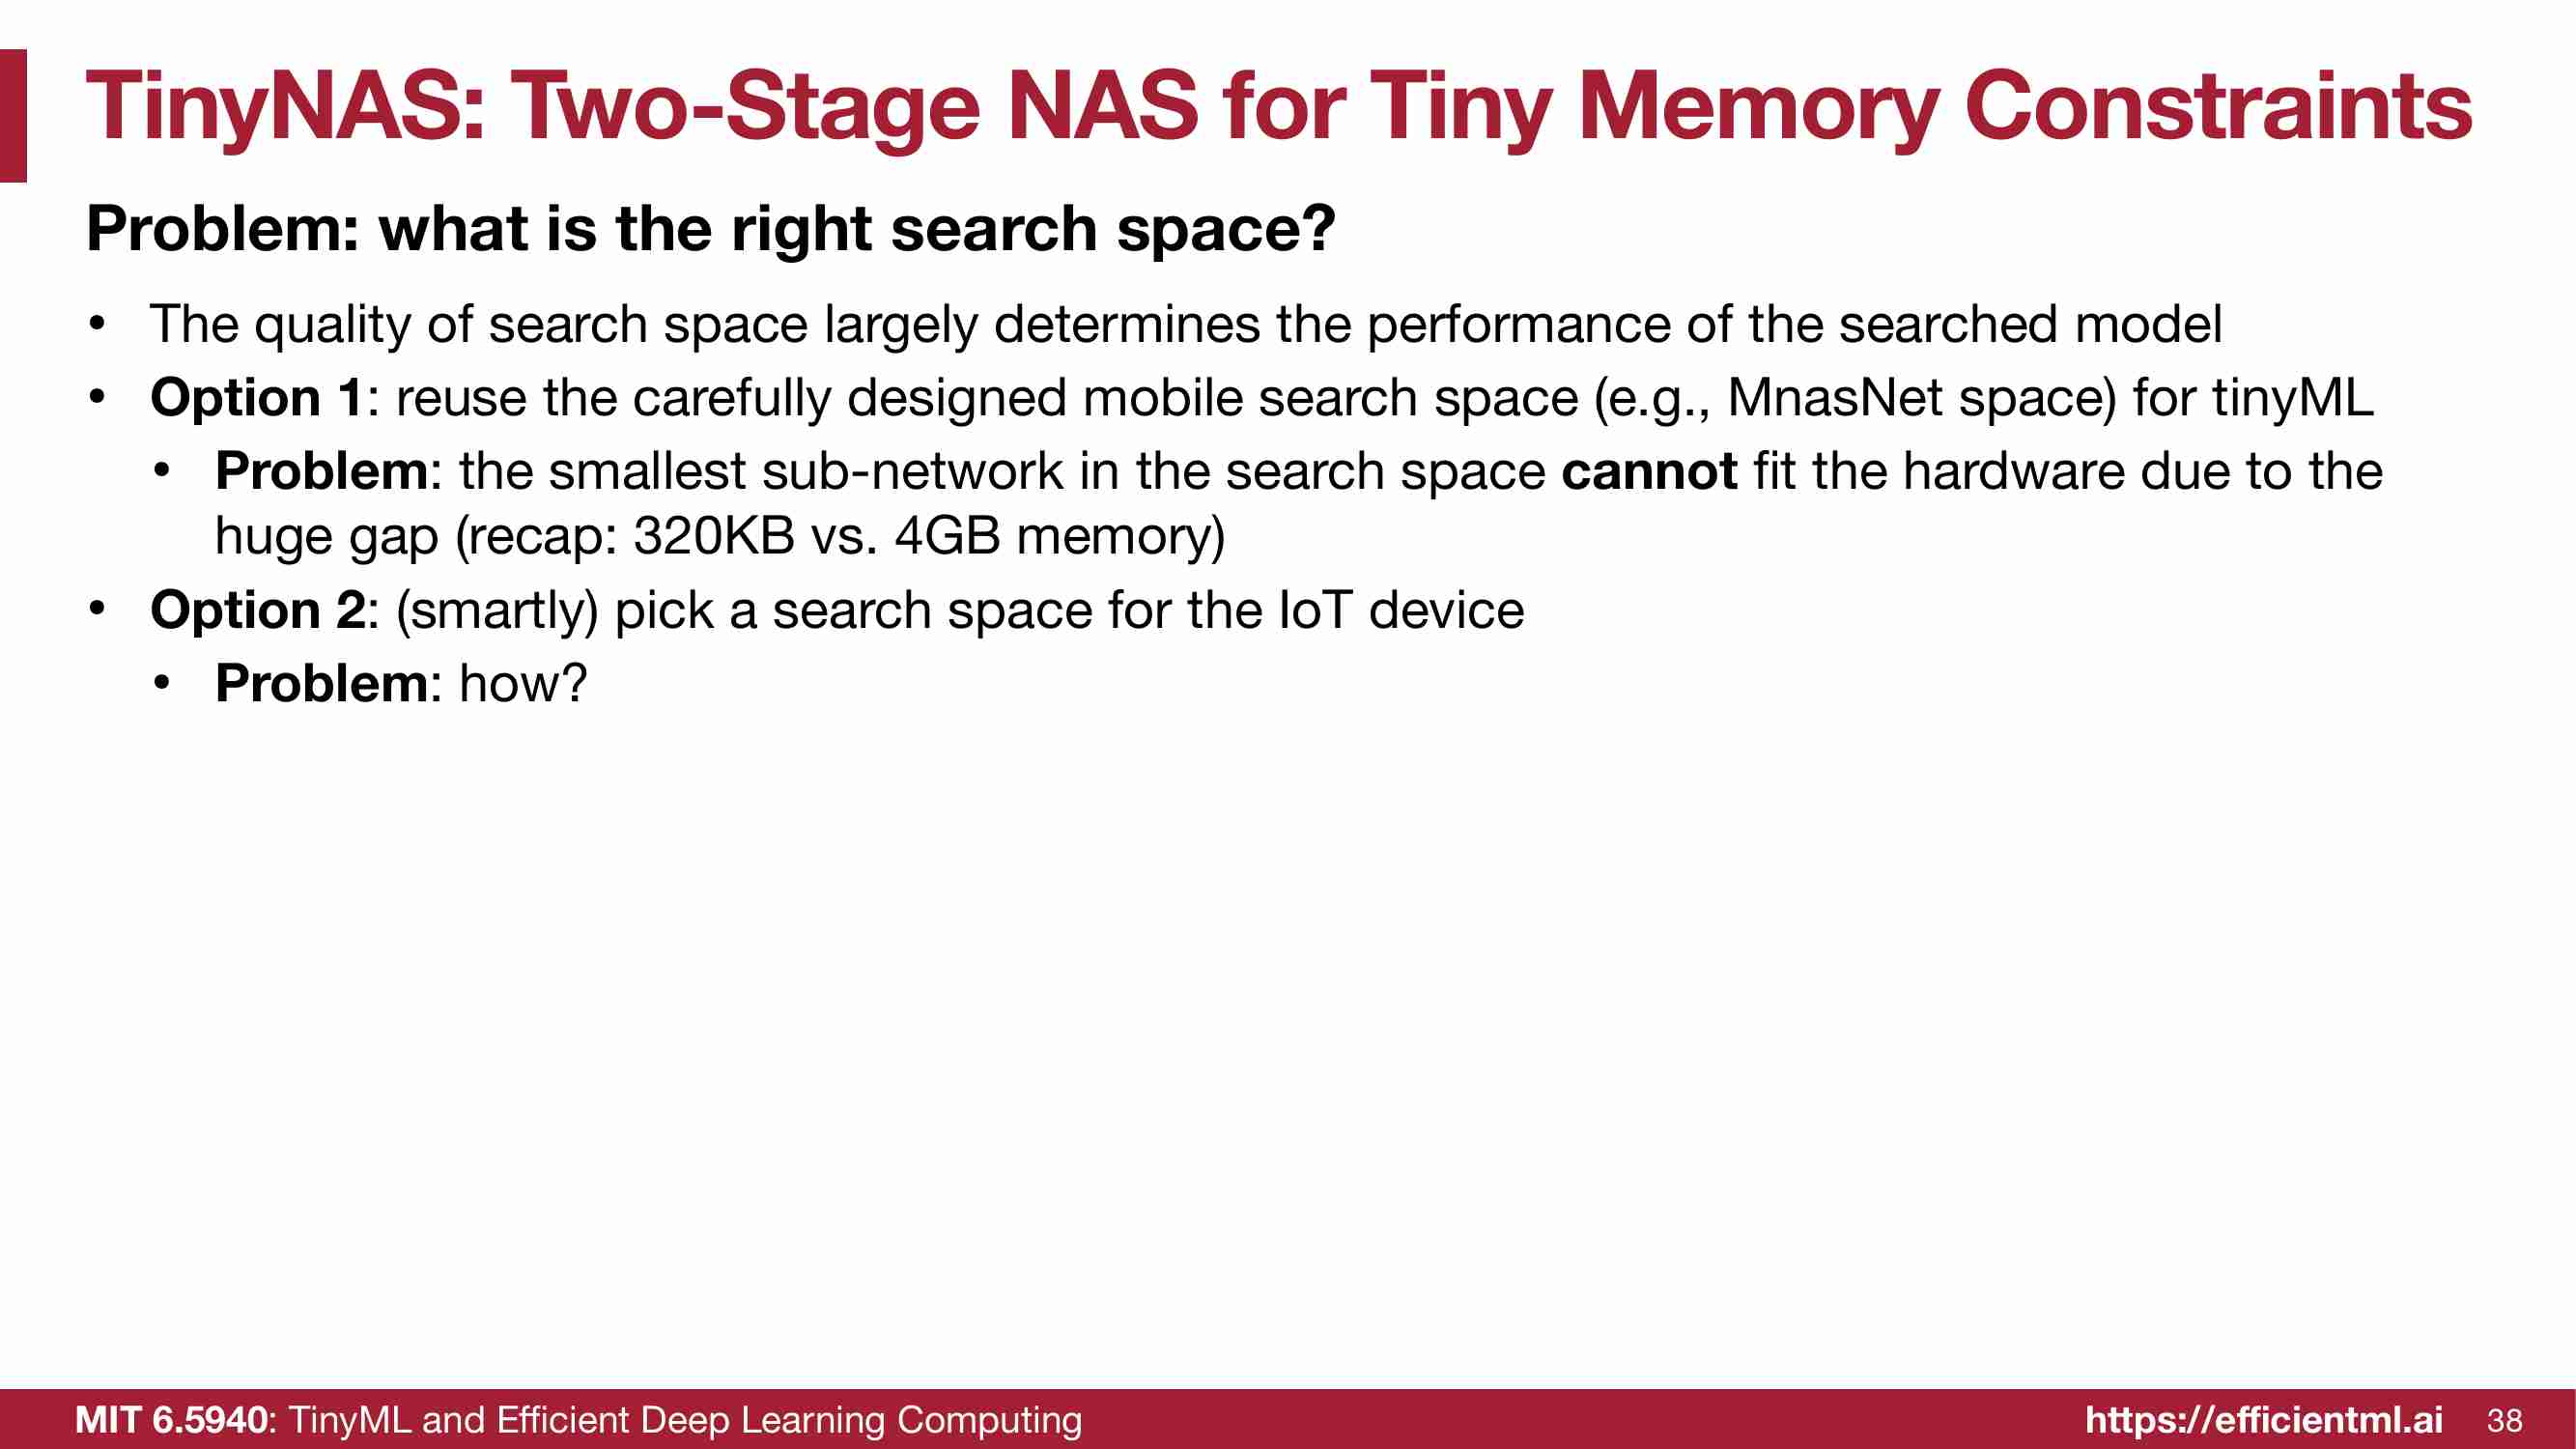 TinyNAS: Two-Stage NAS for Tiny Memory Constraints
Problem: what is the right search space?
• The quality of search space largely determines the performance of the searched model
• Option 1: reuse the carefully designed mobile search space (e.g., MnasNet space) for tinyML
• Problem: the smallest sub-network in the search space cannot fit the hardware due to the
huge gap (recap: 320KB vs. 4GB memory)
• Option 2: (smartly) pick a search space for the IoT device
• Problem: how?
MIT 6.5940: TinyML and Efficient Deep Learning Computing
https://efficientml.ai 38